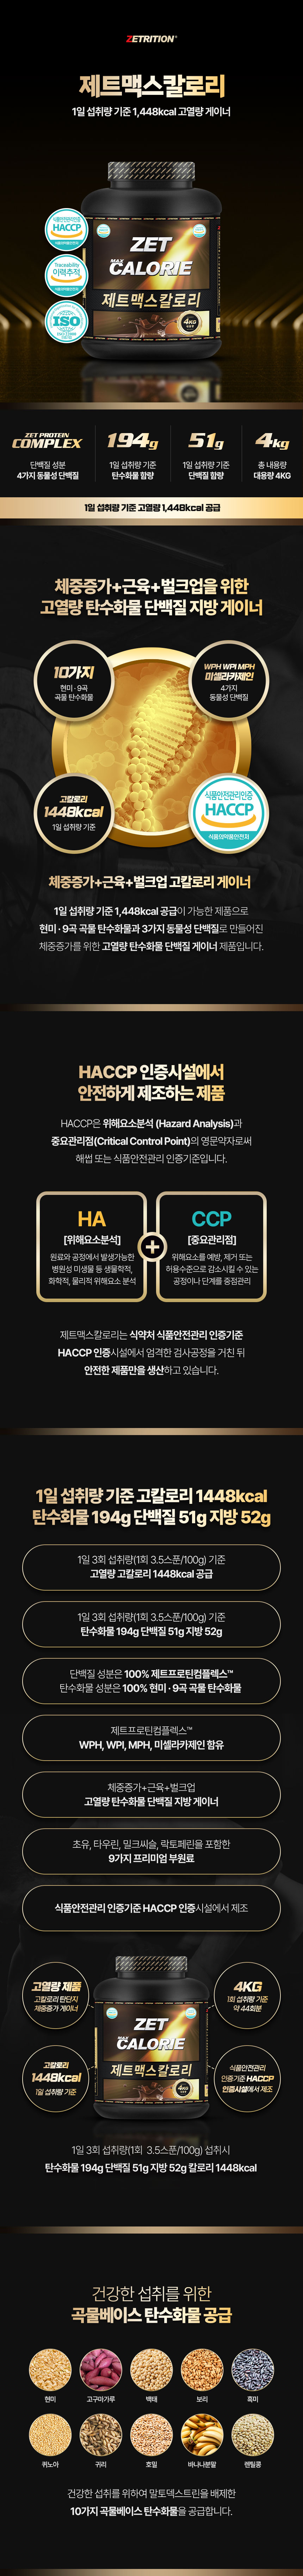 ZETRITION
제트맥스칼로리
1일 섭취량 기준 1,448kcal 고열량 게이너
식품안전관리인증
HACCP
식품의약품안전처
Traceability
이력추적
식품의약품안전처
ISO
ZET
MAX
CALORIE
제트맥스칼로리
4KG
ZET PROTEIN
COMPLEX
단백질 성분
4가지 동물성 단백질
194g
1일 섭취량 기준
탄수화물 함량
51g
1일 섭취량 기준
단백질 함량
4kg
총 내용량
대용량 4KG
1일 섭취량 기준 고열량 1,448kcal 공급
체중증가+근육+벌크업을 위한
고열량 탄수화물 단백질 지방 게이너
10가지
현미 · 9곡
곡물 탄수화물
WPH WPI MPH
미셀라카제인
4가지
동물성 단백질
고칼로리
1448kcal
1일 섭취량 기준
식품안전관리인증
HACCP
식품의약품안전처
체중증가+근육+벌크업 고칼로리 게이너
1일 섭취량 기준 1,448kcal 공급이 가능한 제품으로
현미 · 9곡 곡물 탄수화물과 3가지 동물성 단백질로 만들어진
체중증가를 위한 고열량 탄수화물 단백질 게이너 제품입니다.
HACCP 인증시설에서
안전하게 제조하는 제품
HACCP은 위해요소분석 (Hazard Analysis)과
중요관리점(Critical Control Point)의 영문약자로써
해썹 또는 식품안전관리 인증기준입니다.
HA
[위해요소분석]
원료와 공정에서 발생가능한
병원성 미생물 등 생물학적,
화학적, 물리적 위해요소 분석
+
CCP
[중요관리점]
위해요소를 예방, 제거 또는
허용수준으로 감소시킬 수 있는
공정이나 단계를 중점관리
제트맥스칼로리는 식약처 식품안전관리 인증기준
HACCP 인증시설에서 엄격한 검사공정을 거친 뒤
안전한 제품만을 생산하고 있습니다.
1일 섭취량 기준 고칼로리 1448kcal
탄수화물 194g 단백질 51g 지방 52g
1일 3회 섭취량(1회 3.5스푼/100g) 기준
고열량 고칼로리 1448kcal 공급
1일 3회 섭취량(1회 3.5스푼/100g) 기준
탄수화물 194g 단백질 51g 지방 52g
단백질 성분은 100% 제트프로틴컴플렉스™
탄수화물 성분은 100% 현미 · 9곡 곡물 탄수화물
제트프로틴컴플렉스™
WPH, WPI, MPH, 미셀라카제인 함유
체중증가+근육+벌크업
고열량 탄수화물 단백질 지방 게이너
초유, 타우린, 밀크씨슬, 락토페린을 포함한
9가지 프리미엄 부원료
식품안전관리 인증기준 HACCP 인증시설에서 제조
고열량 제품
고칼로리 탄단지
체중증가 게이너
4KG
1회 섭취량 기준
약 44회분
ZET
MAX
CALORIE
제트맥스칼로리
4KG
고칼로리
1448kcal
1일 섭취량 기준
식품안전관리
인증기준 HACCP
인증시설에서 제조
1일 3회 섭취량(1회 3.5스푼/100g) 섭취시
탄수화물 194g 단백질 51g 지방 52g 칼로리 1448kcal
건강한 섭취를 위한
곡물베이스 탄수화물 공급
현미
고구마가루
백태
보리
흑미
퀴노아
귀리
호밀
바나나분말
렌틸콩
건강한 섭취를 위하여 말토덱스트린을 배제한
10가지 곡물베이스 탄수화물을 공급합니다.